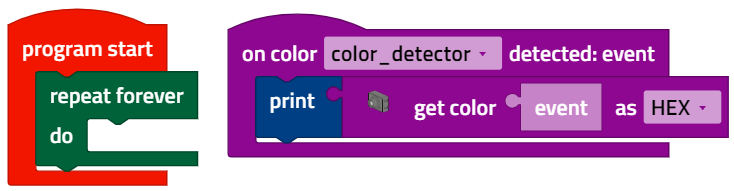 program start
repeat forever
do
on color color_detector detected: event
print get color event as HEX